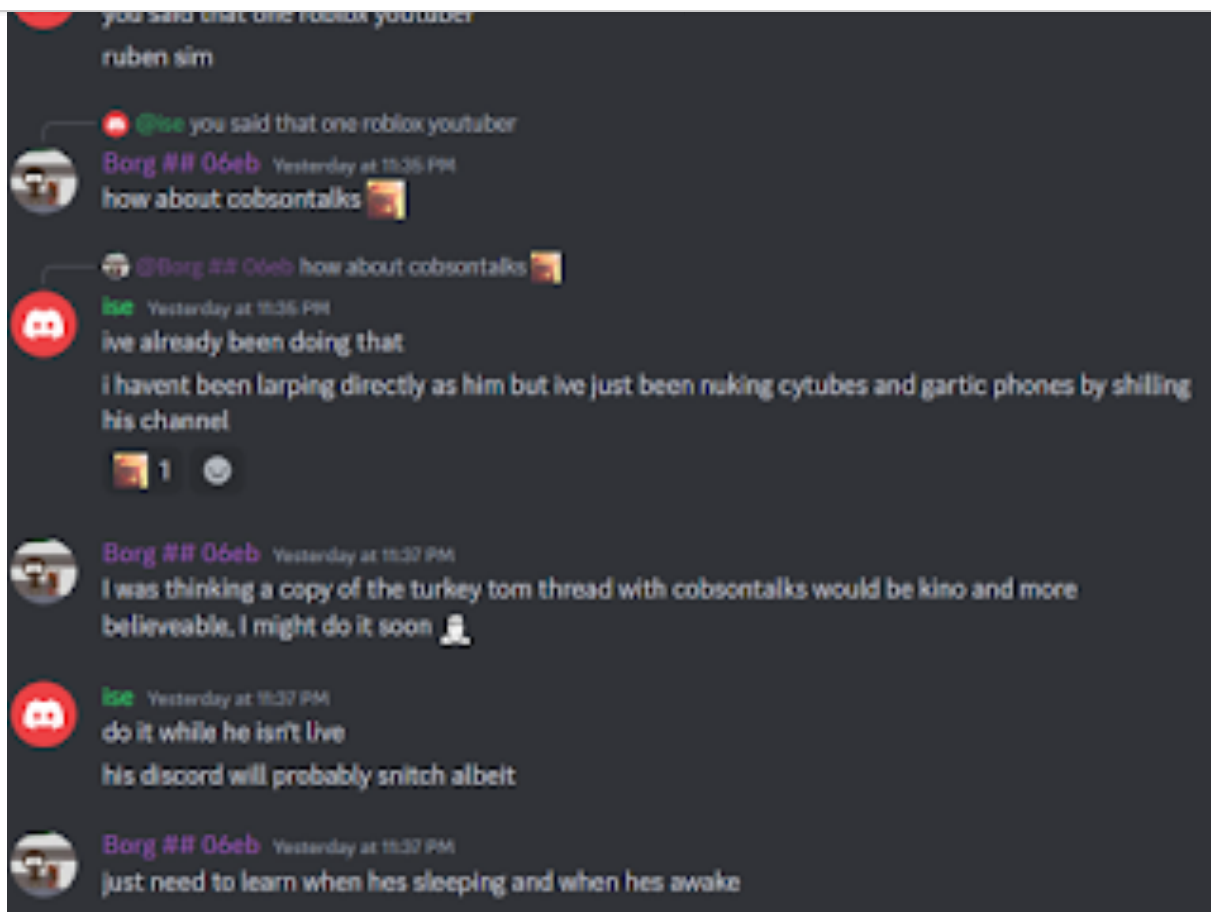 you said that one roblox youtuber
ruben sim
@ise you said that one roblox youtuber
Borg ## 06eb Yesterday at 11:35 PM
how about cobsontalks
@Borg ## 06eb how about cobsontalks
ise Yesterday at 11:35 PM
ive already been doing that
i havent been larping directly as him but ive just been nuking cytubes and gartic phones by shilling
his channel
1
Borg ## 06eb Yesterday at 11:37 PM
I was thinking a copy of the turkey tom thread with cobsontalks would be kino and more
believeable, I might do it soon
ise Yesterday at 11:37 PM
do it while he isn't live
his discord will probably snitch albeit
Borg ## 06eb Yesterday at 11:37 PM
just need to learn when hes sleeping and when hes awake